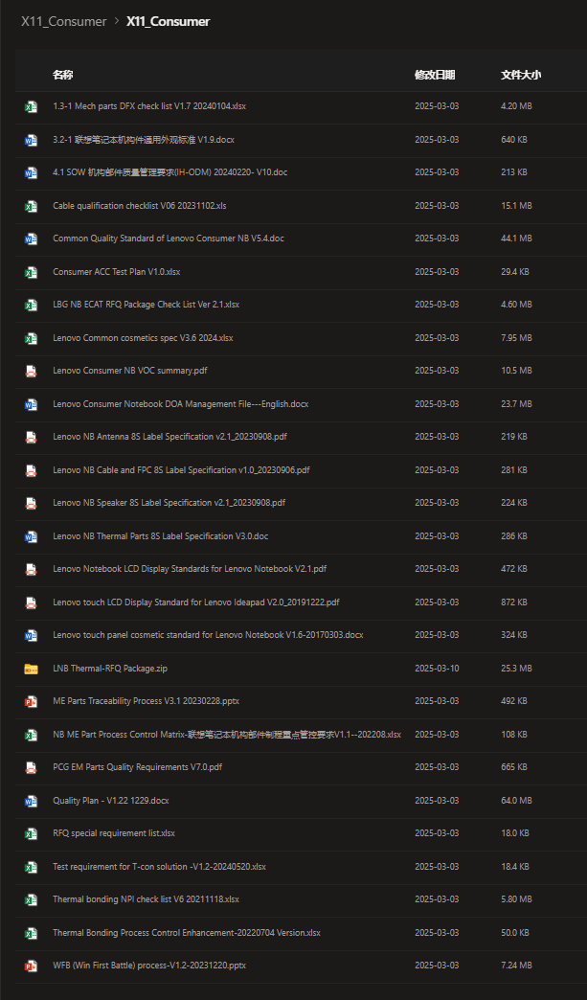 X11_Consumer > X11_Consumer
名称 修改日期 文件大小
1.3-1 Mech parts DFX check list V1.7 20240104.xlsx 2025-03-03 4.20 MB
3.2-1 联想笔记本机构件通用外观标准 V1.9.docx 2025-03-03 640 KB
4.1 SOW 机构部件质量管理要求(IH-ODM) 20240220- V10.doc 2025-03-03 213 KB
Cable qualification checklist V06 20231102.xls 2025-03-03 15.1 MB
Common Quality Standard of Lenovo Consumer NB V5.4.doc 2025-03-03 44.1 MB
Consumer ACC Test Plan V1.0.xlsx 2025-03-03 29.4 KB
LBG NB ECAT RFQ Package Check List Ver 2.1.xlsx 2025-03-03 4.60 MB
Lenovo Common cosmetics spec V3.6 2024.xlsx 2025-03-03 7.95 MB
Lenovo Consumer NB VOC summary.pdf 2025-03-03 10.5 MB
Lenovo Consumer Notebook DOA Management File---English.docx 2025-03-03 23.7 MB
Lenovo NB Antenna 8S Label Specification v2.1_20230908.pdf 2025-03-03 219 KB
Lenovo NB Cable and FPC 8S Label Specification v1.0_20230906.pdf 2025-03-03 281 KB
Lenovo NB Speaker 8S Label Specification v2.1_20230908.pdf 2025-03-03 224 KB
Lenovo NB Thermal Parts 8S Label Specification V3.0.doc 2025-03-03 286 KB
Lenovo Notebook LCD Display Standards for Lenovo Notebook V2.1.pdf 2025-03-03 472 KB
Lenovo touch LCD Display Standard for Lenovo Ideapad V2.0_20191222.pdf 2025-03-03 872 KB
Lenovo touch panel cosmetic standard for Lenovo Notebook V1.6-20170303.docx 2025-03-03 324 KB
LNB Thermal-RFQ Package.zip 2025-03-10 25.3 MB
ME Parts Traceability Process V3.1 20230228.pptx 2025-03-03 492 KB
NB ME Part Process Control Matrix-联想笔记本机构部件制程重点管控要求V1.1--202208.xlsx 2025-03-03 108 KB
PCG EM Parts Quality Requirements V7.0.pdf 2025-03-03 665 KB
Quality Plan - V1.22 1229.docx 2025-03-03 64.0 MB
RFQ special requirement list.xlsx 2025-03-03 18.0 KB
Test requirement for T-con solution -V1.2-20240520.xlsx 2025-03-03 18.4 KB
Thermal bonding NPI check list V6 20211118.xlsx 2025-03-03 5.80 MB
Thermal Bonding Process Control Enhancement-20220704 Version.xlsx 2025-03-03 50.0 KB
WFB (Win First Battle) process-V1.2-20231220.pptx 2025-03-03 7.24 MB